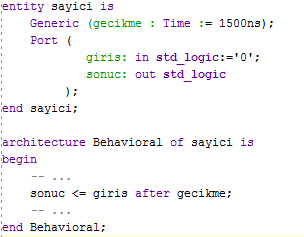 entity sayici is
Generic (gecikme : Time := 1500ns);
Port (
giris: in std_logic:='0';
sonuc: out std_logic
);
end sayici;
architecture Behavioral of sayici is
begin
-- ...
sonuc <= giris after gecikme;
-- ...
end Behavioral;